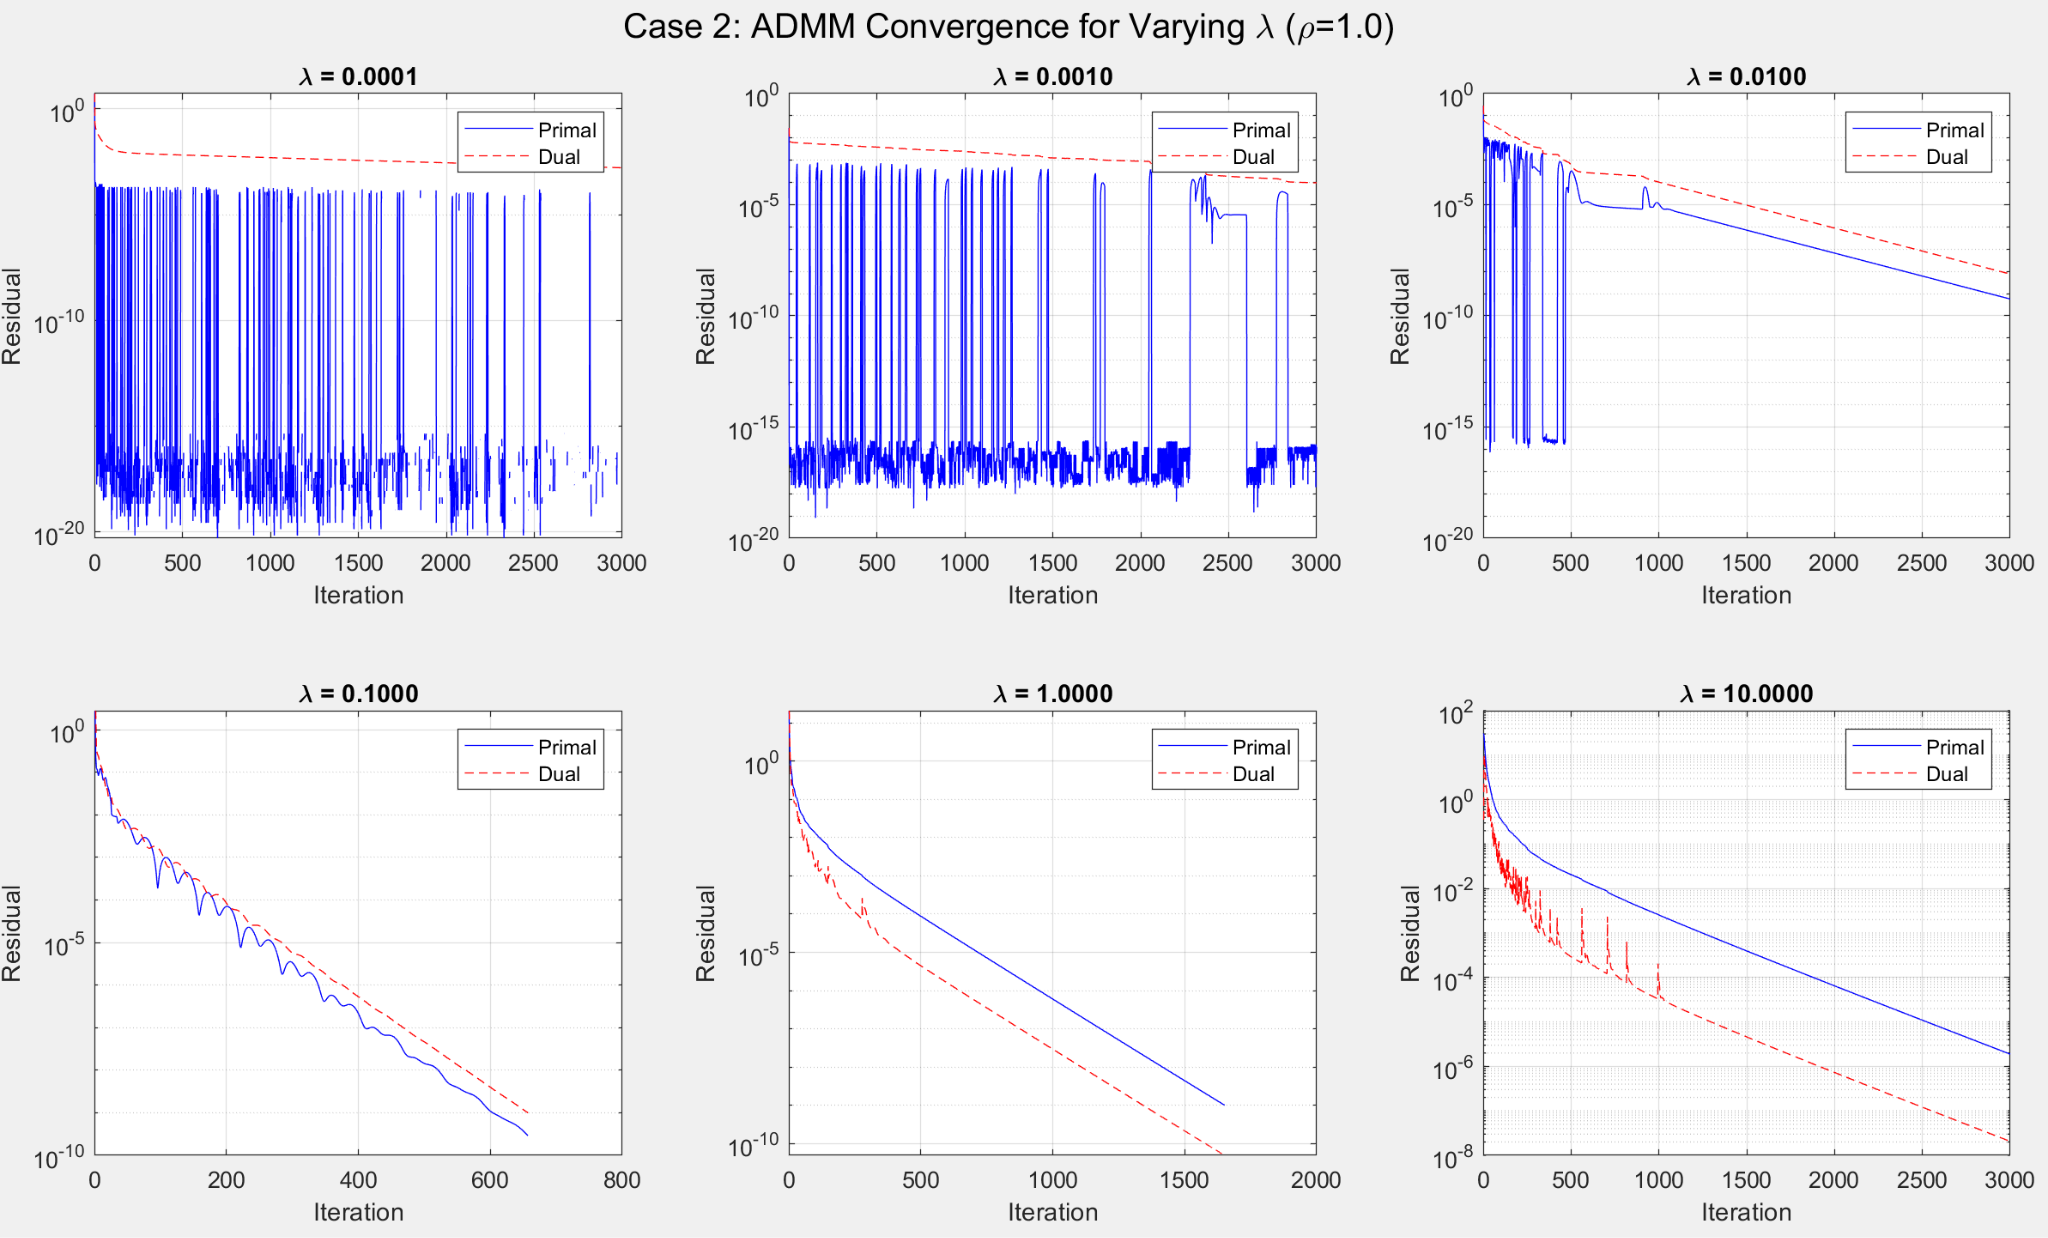 Case 2: ADMM Convergence for Varying λ (ρ=1.0)
λ = 0.0001
10^0
10^-10
10^-20
Residual
0 500 1000 1500 2000 2500 3000
Iteration
Primal
Dual
λ = 0.0010
10^0
10^-5
10^-10
10^-15
10^-20
Residual
0 500 1000 1500 2000 2500 3000
Iteration
Primal
Dual
λ = 0.0100
10^0
10^-5
10^-10
10^-15
10^-20
Residual
0 500 1000 1500 2000 2500 3000
Iteration
Primal
Dual
λ = 0.1000
10^0
10^-5
10^-10
Residual
0 200 400 600 800
Iteration
Primal
Dual
λ = 1.0000
10^0
10^-5
10^-10
Residual
0 500 1000 1500 2000
Iteration
Primal
Dual
λ = 10.0000
10^2
10^0
10^-2
10^-4
10^-6
10^-8
Residual
0 500 1000 1500 2000 2500 3000
Iteration
Primal
Dual